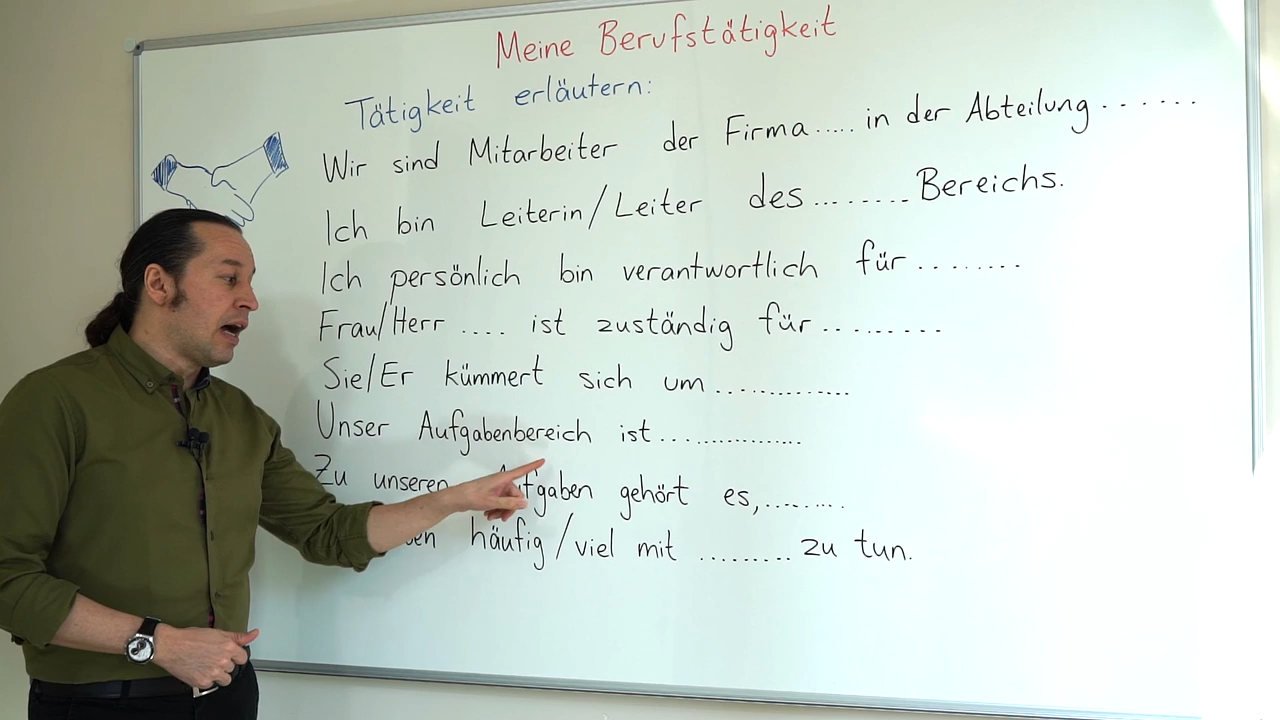 Meine Berufstätigkeit
Tätigkeit erläutern:
Wir sind Mitarbeiter der Firma ..... in der Abteilung ......
Ich bin Leiterin/Leiter des ........ Bereichs.
Ich persönlich bin verantwortlich für ........
Frau/Herr .... ist zuständig für .........
Sie/Er kümmert sich um ..............
Unser Aufgabenbereich ist ................
Zu unseren Aufgaben gehört es, ........
häufig/viel mit ......... zu tun.